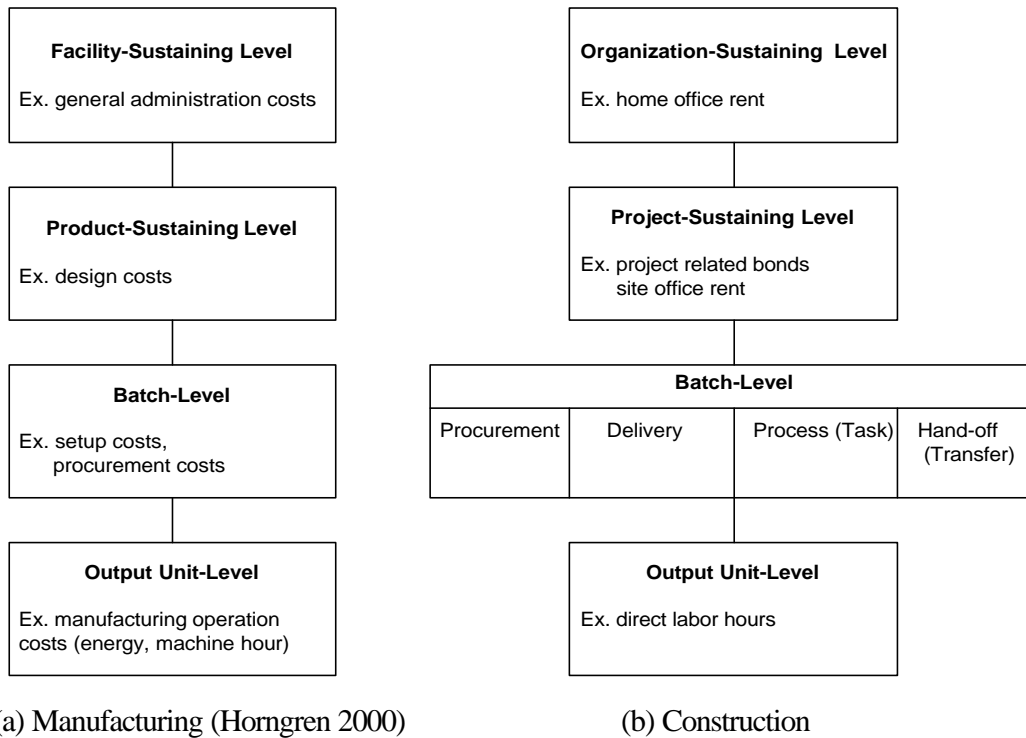 Facility-Sustaining Level
Ex. general administration costs
Product-Sustaining Level
Ex. design costs
Batch-Level
Ex. setup costs,
procurement costs
Output Unit-Level
Ex. manufacturing operation
costs (energy, machine hour)
(a) Manufacturing (Horngren 2000)
Organization-Sustaining Level
Ex. home office rent
Project-Sustaining Level
Ex. project related bonds
site office rent
Batch-Level
Procurement
Delivery
Process (Task)
Hand-off
(Transfer)
Output Unit-Level
Ex. direct labor hours
(b) Construction